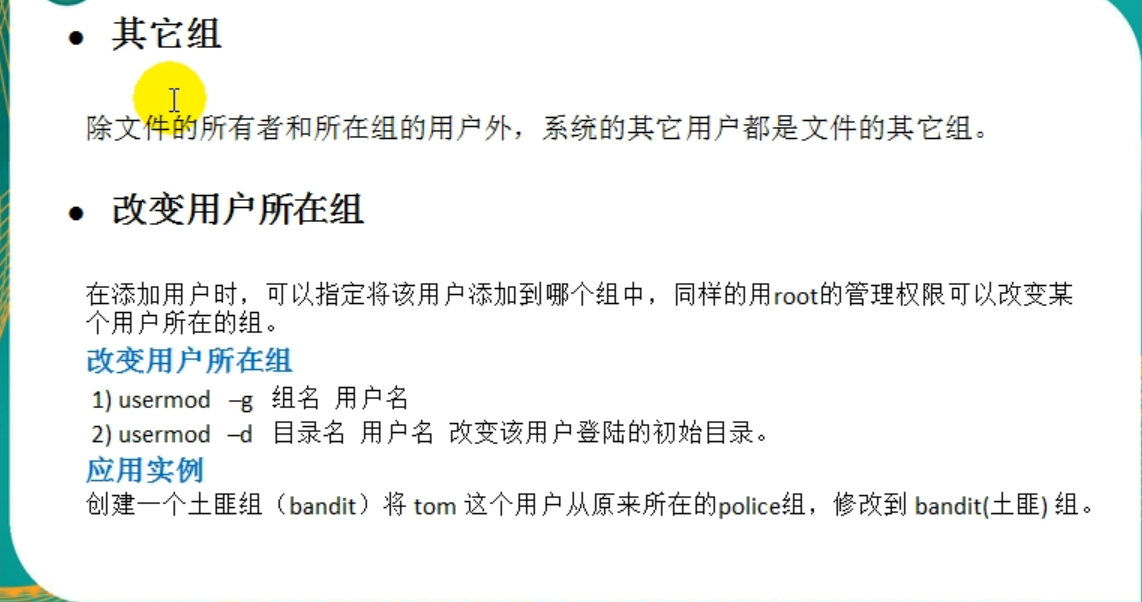 • 其它组
除文件的所有者和所在组的用户外，系统的其它用户都是文件的其它组。
• 改变用户所在组
在添加用户时，可以指定将该用户添加到哪个组中，同样的用root的管理权限可以改变某
个用户所在的组。
改变用户所在组
1) usermod –g 组名 用户名
2) usermod –d 目录名 用户名 改变该用户登陆的初始目录。
应用实例
创建一个土匪组（bandit）将 tom 这个用户从原来所在的police组，修改到 bandit(土匪) 组。